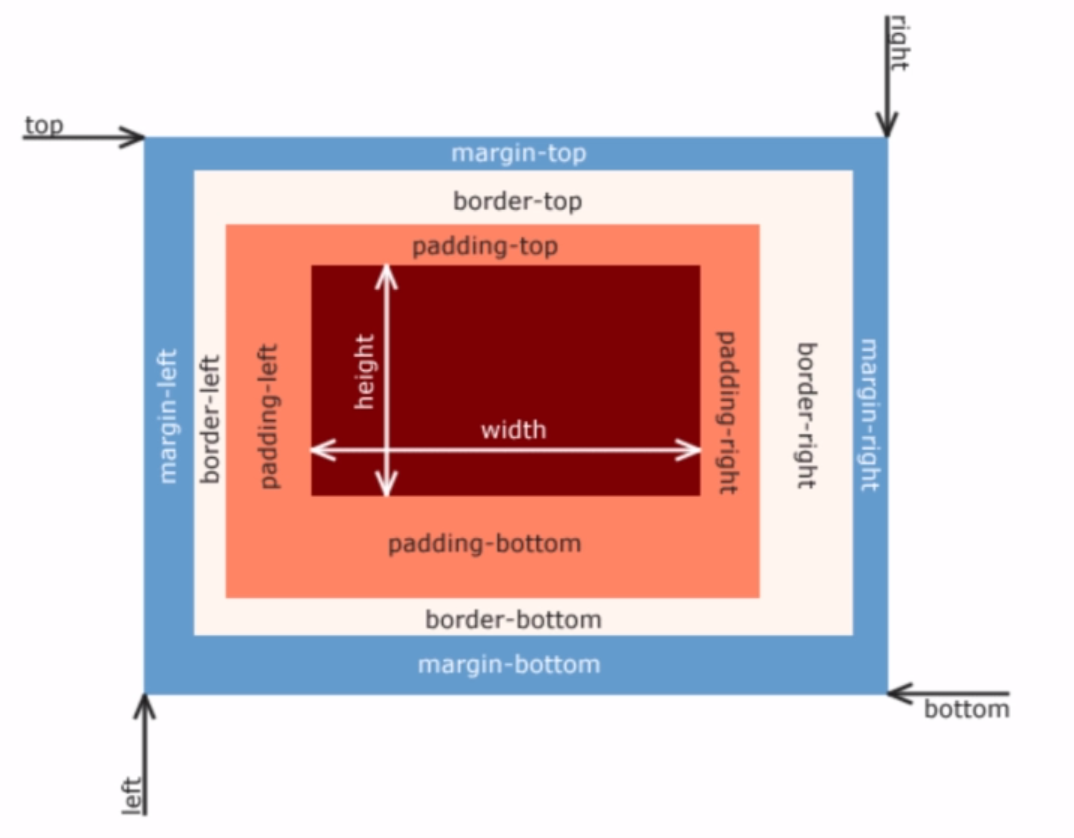 right
top
margin-top
border-top
padding-top
margin-left
border-left
padding-left
height
width
padding-right
border-right
margin-right
padding-bottom
border-bottom
margin-bottom
bottom
left